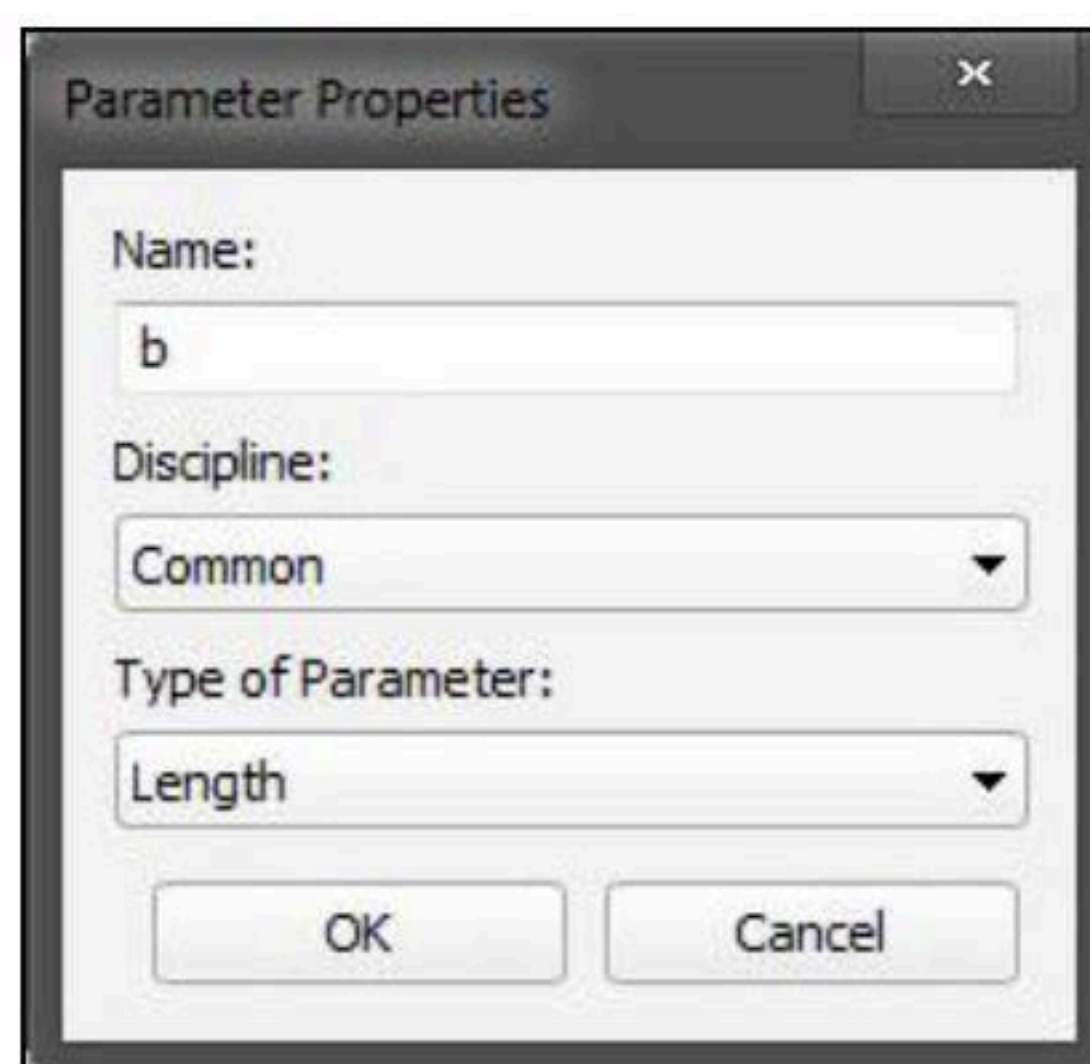 Parameter Properties
Name:
b
Discipline:
Common
Type of Parameter:
Length
OK Cancel